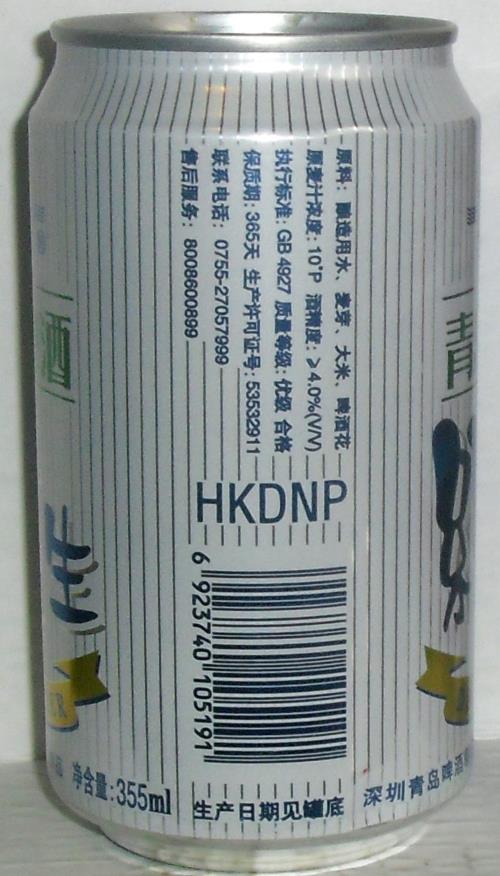 原料：酿造用水、麦芽、大米、啤酒花
原麦汁浓度：10°P 酒精度：≥4.0%(V/V)
执行标准：GB 4927 质量等级：优级 合格
保质期：365天 生产许可证号：53532911
联系电话：0755-27057999
售后服务：8008600899
酒
青
HKDNP
6 923740 105191
净含量：355ml
生产日期见罐底
深圳青岛啤酒